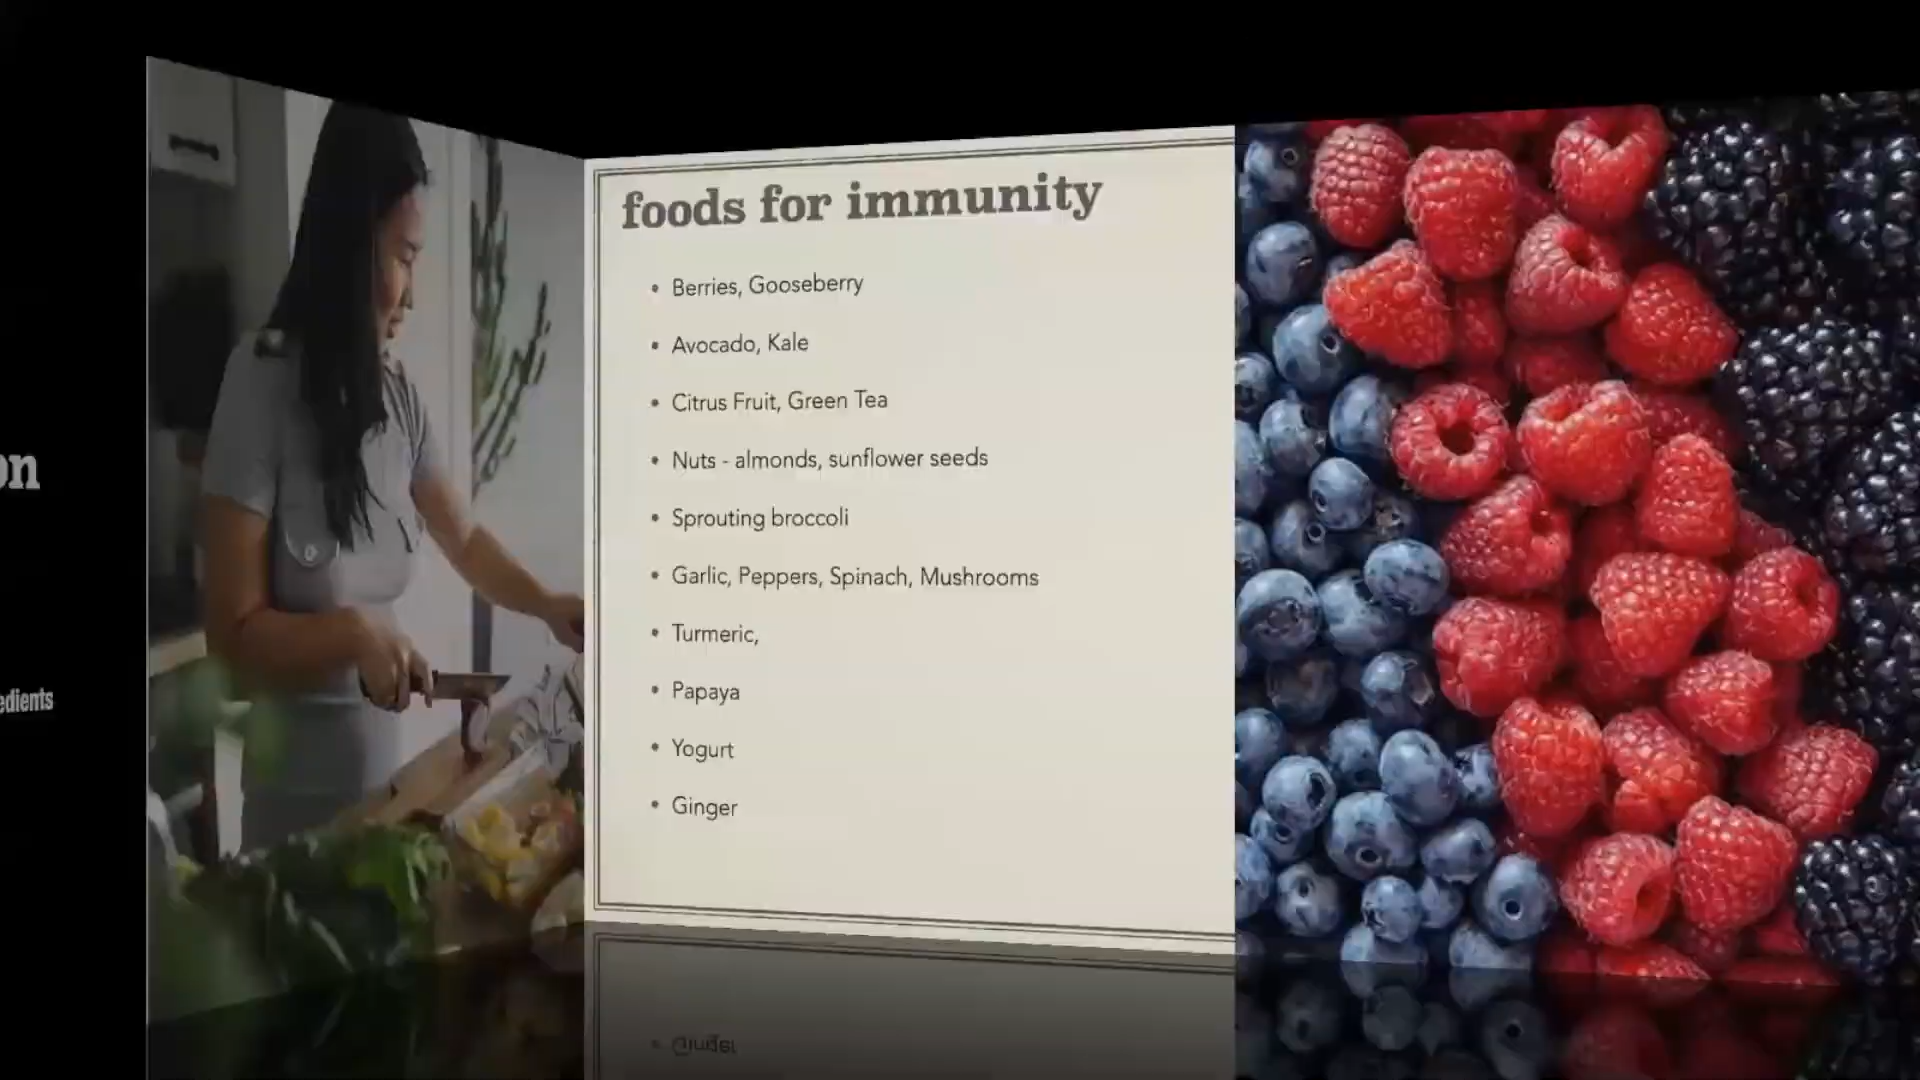 foods for immunity
• Berries, Gooseberry
• Avocado, Kale
• Citrus Fruit, Green Tea
• Nuts - almonds, sunflower seeds
• Sprouting broccoli
• Garlic, Peppers, Spinach, Mushrooms
• Turmeric,
• Papaya
• Yogurt
• Ginger